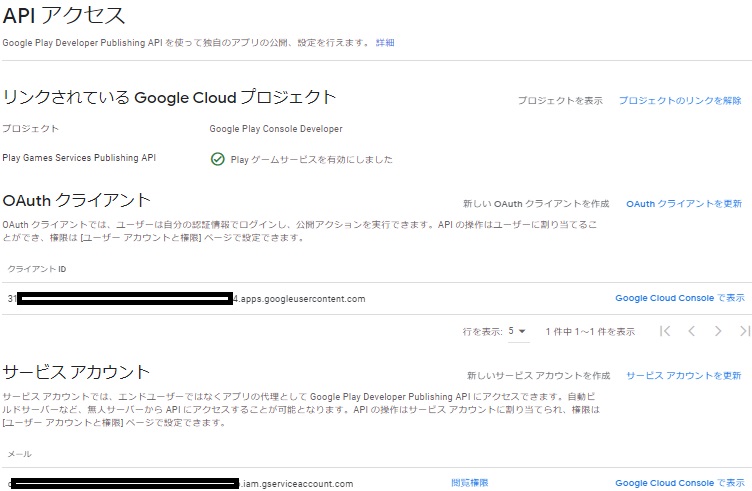 API アクセス
Google Play Developer Publishing API を使って独自のアプリの公開、設定を行えます。 詳細
リンクされている Google Cloud プロジェクト
プロジェクトを表示 プロジェクトのリンクを解除
プロジェクト Google Play Console Developer
Play Games Services Publishing API Play ゲームサービスを有効にしました
OAuth クライアント
新しい OAuth クライアントを作成 OAuth クライアントを更新
OAuth クライアントでは、ユーザーは自分の認証情報でログインし、公開アクションを実行できます。API の操作はユーザーに割り当てるこ
とができ、権限は [ユーザー アカウントと権限] ページで設定できます。
クライアント ID
31 4.apps.googleusercontent.com Google Cloud Console で表示
行を表示: 5 1 件中 1～1 件を表示
サービス アカウント
新しいサービス アカウントを作成 サービス アカウントを更新
サービス アカウントでは、エンドユーザーではなくアプリの代理として Google Play Developer Publishing API にアクセスできます。自動ビ
ルドサーバーなど、無人サーバーから API にアクセスすることが可能となります。API の操作はサービス アカウントに割り当てられ、権限は
[ユーザー アカウントと権限] ページで設定できます。
メール
.iam.gserviceaccount.com 閲覧権限 Google Cloud Console で表示